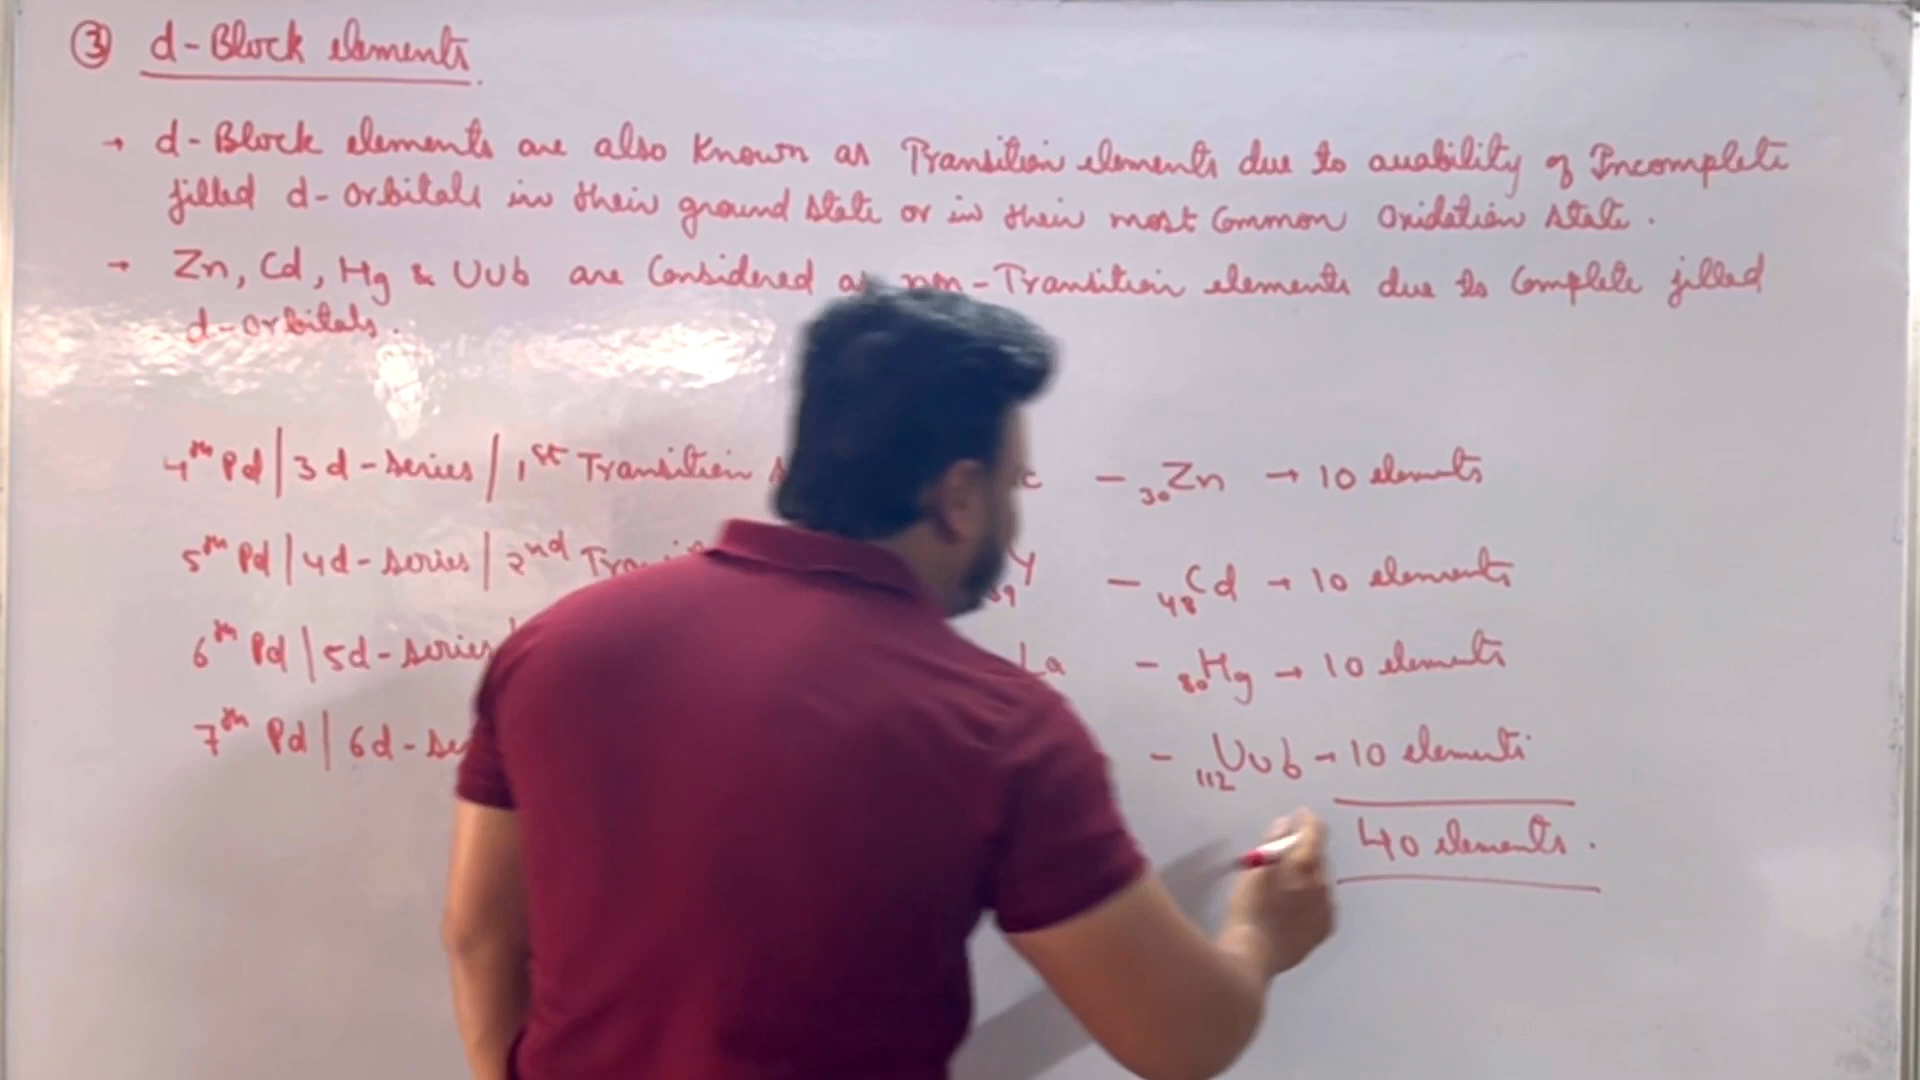 ③ d-Block elements.
→ d-Block elements are also known as Transition elements due to avability of Incomplete
filled d-orbitals in their ground state or in their most Common Oxidation state.
→ Zn, Cd, Hg & Uub are Considered as non-Transition elements due to Complete filled
d-orbitals.
4th Pd | 3d-series / 1st Transition - 30Zn → 10 elements
5th Pd | 4d-series | 2nd 39Y - 48Cd → 10 elements
6th Pd | 5d-series La - 80Hg → 10 elements
7th Pd | 6d- - 112Uub → 10 elements
40 elements.